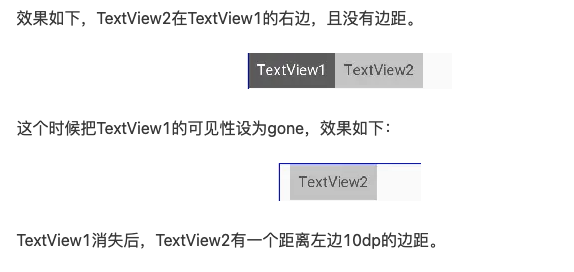 效果如下，TextView2在TextView1的右边，且没有边距。
TextView1 TextView2
这个时候把TextView1的可见性设为gone，效果如下：
TextView2
TextView1消失后，TextView2有一个距离左边10dp的边距。